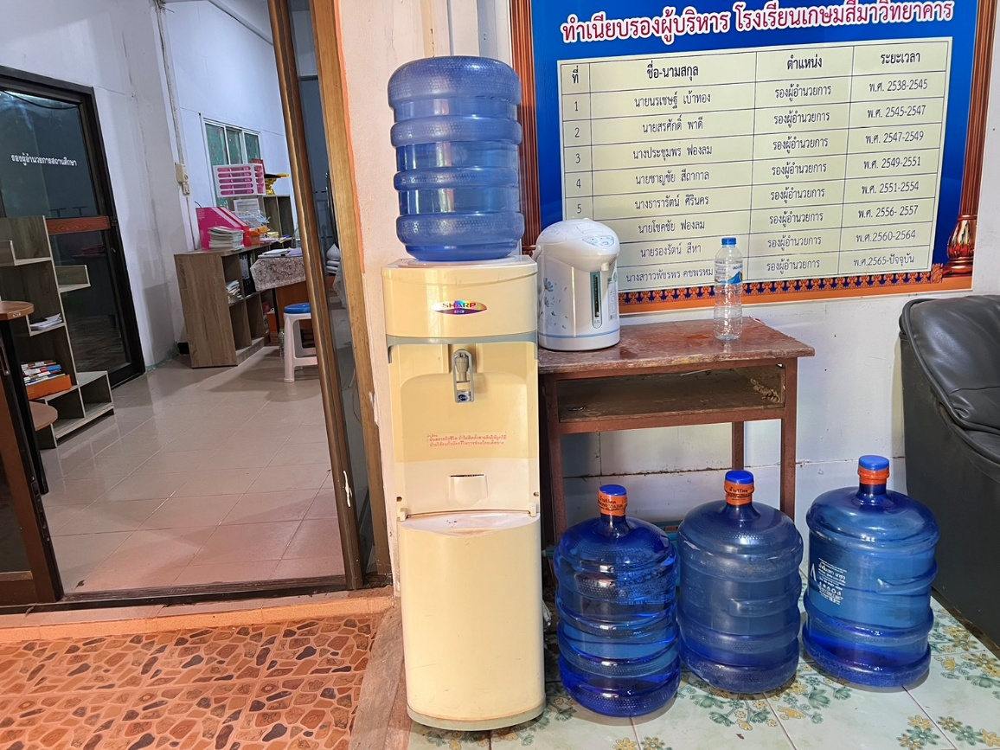 ทำเนียบรองผู้บริหาร โรงเรียนเกษมสีมาวิทยาคาร
ที่ ชื่อ-นามสกุล ตำแหน่ง ระยะเวลา
1 นายนรเชษฐ์ เบ้าทอง รองผู้อำนวยการ พ.ศ. 2538-2545
2 นายสรศักดิ์ พาดี รองผู้อำนวยการ พ.ศ. 2545-2547
3 นางประชุมพร ฟองลม รองผู้อำนวยการ พ.ศ. 2547-2549
4 นายชาญชัย สีถากาล รองผู้อำนวยการ พ.ศ. 2549-2551
5 นางธารารัตน์ ศิรินคร รองผู้อำนวยการ พ.ศ. 2551-2554
นายโชคชัย ฟองลม รองผู้อำนวยการ พ.ศ. 2556- 2557
นายรองรัตน์ สีหา รองผู้อำนวยการ พ.ศ.2560-2564
นางสาวพัชรพร คชพรหม รองผู้อำนวยการ พ.ศ.2565-ปัจจุบัน
รองผู้อำนวยการสถานศึกษา
SHARP